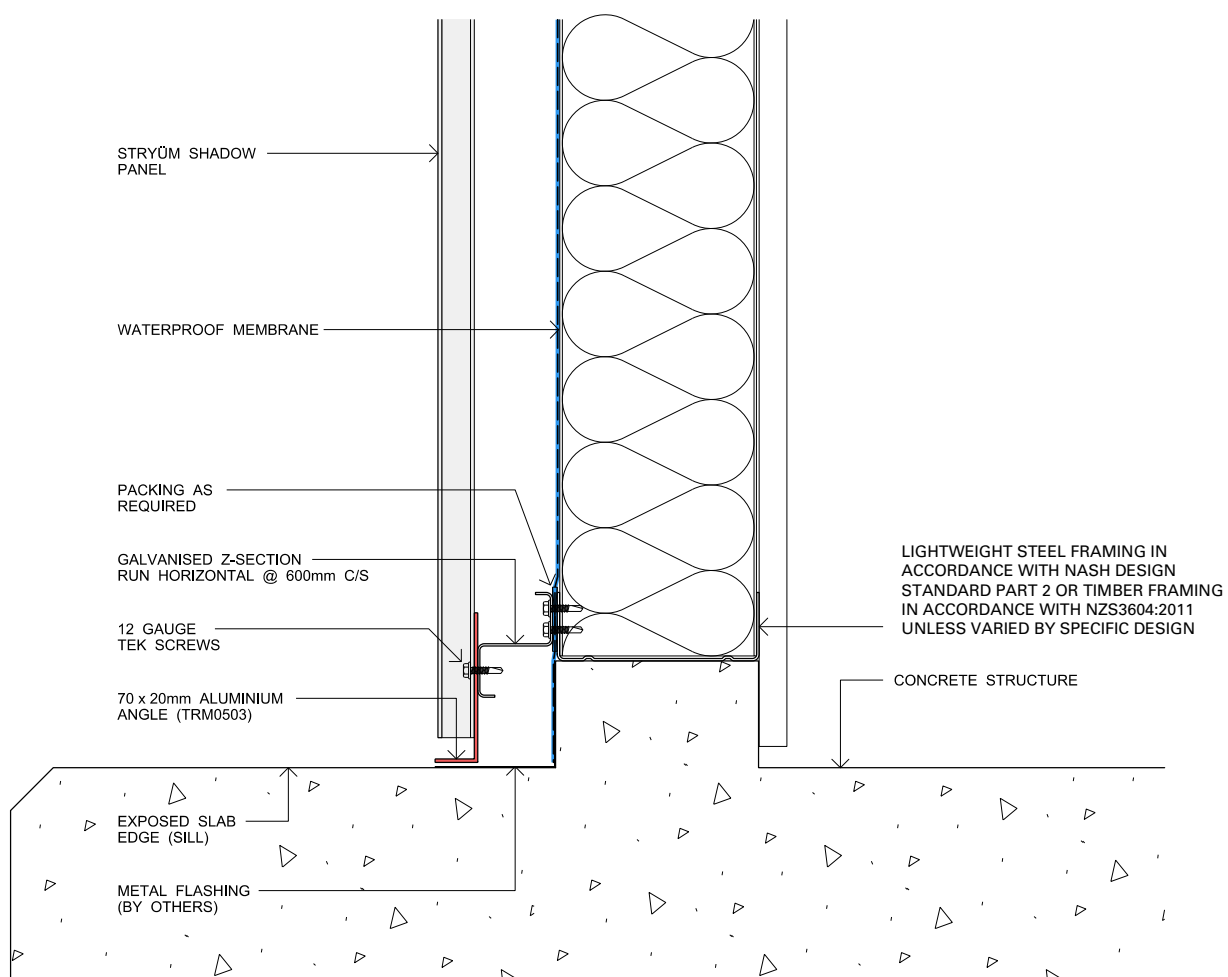 STRYÜM SHADOW
PANEL
WATERPROOF MEMBRANE
PACKING AS
REQUIRED
GALVANISED Z-SECTION
RUN HORIZONTAL @ 600mm C/S
12 GAUGE
TEK SCREWS
70 x 20mm ALUMINIUM
ANGLE (TRM0503)
EXPOSED SLAB
EDGE (SILL)
METAL FLASHING
(BY OTHERS)
LIGHTWEIGHT STEEL FRAMING IN
ACCORDANCE WITH NASH DESIGN
STANDARD PART 2 OR TIMBER FRAMING
IN ACCORDANCE WITH NZS3604:2011
UNLESS VARIED BY SPECIFIC DESIGN
CONCRETE STRUCTURE